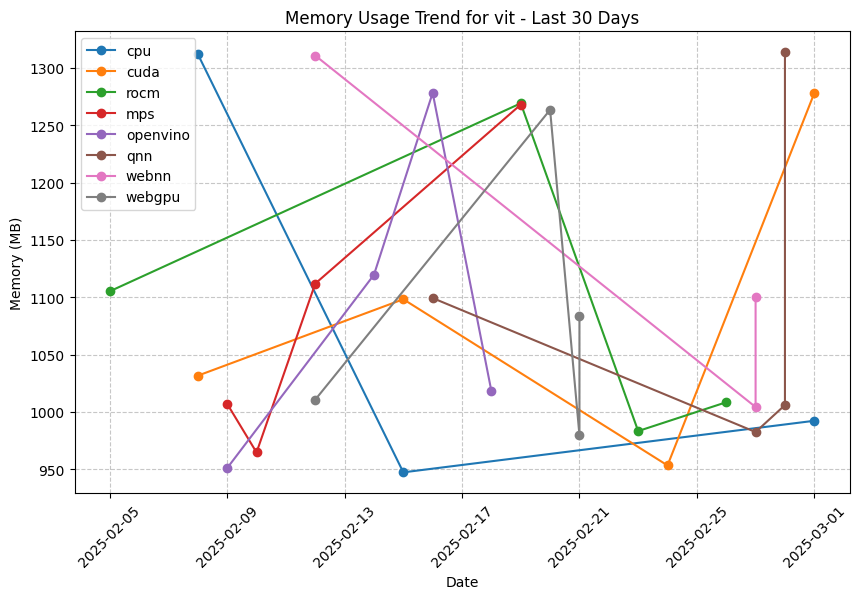 Memory Usage Trend for vit - Last 30 Days
cpu
cuda
rocm
mps
openvino
qnn
webnn
webgpu
1300
1250
1200
1150
1100
1050
1000
950
Memory (MB)
2025-02-05
2025-02-09
2025-02-13
2025-02-17
2025-02-21
2025-02-25
2025-03-01
Date